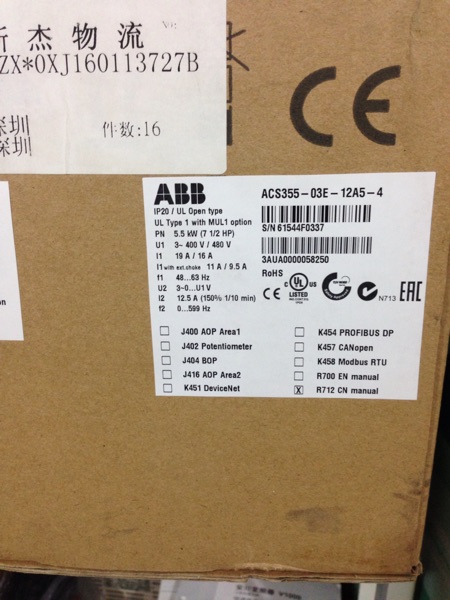 杰物流
ZX*0XJ160113727B
深圳
深圳
件数:16
CE
ABB
ACS355-03E-12A5-4
IP20 / UL Open type
UL Type 1 with MUL1 option
PN 5.5 kW (7 1/2 HP)
U1 3~ 400 V / 480 V
I1 19 A / 16 A
I1 with ext.choke 11 A / 9.5 A
f1 48...63 Hz
U2 3~0...U1 V
I2 12.5 A (150% 1/10 min)
f2 0...599 Hz
S/N 61544F0337
3AUA0000058250
RoHS
CE
UL
LISTED
N713
EAC
J400 AOP Area1
J402 Potentiometer
J404 BOP
J416 AOP Area2
K451 DeviceNet
K454 PROFIBUS DP
K457 CANopen
K458 Modbus RTU
R700 EN manual
X R712 CN manual